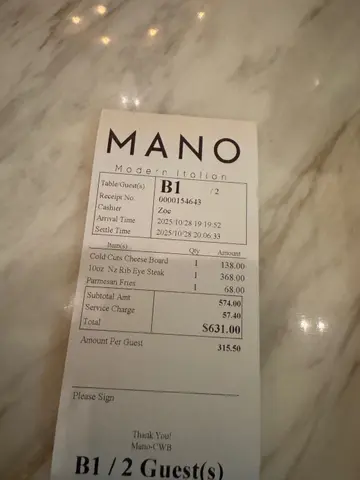 MANO
Modern Italian
Table/Guest(s) B1 / 2
Receipt No. 0000154643
Cashier Zoe
Arrival Time 2025/10/28 19:19:52
Settle Time 2025/10/28 20:06:33
Item(s) Qty Amount
Cold Cuts Cheese Board 1 138.00
10oz Nz Rib Eye Steak 1 368.00
Parmesan Fries 1 68.00
Subtotal Amt 574.00
Service Charge 57.40
Total $631.00
Amount Per Guest 315.50
Please Sign
Thank You!
Mano-CWB
B1 / 2 Guest(s)